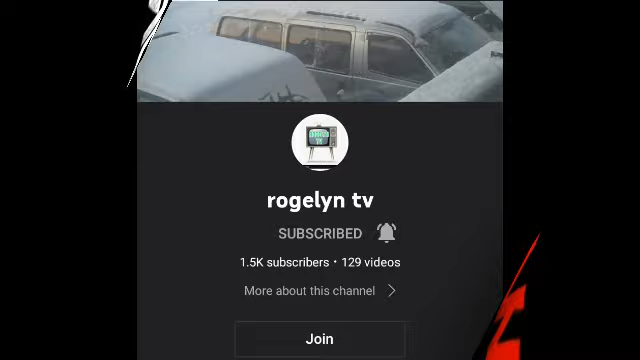 rogelyn tv
SUBSCRIBED
1.5K subscribers • 129 videos
More about this channel
Join